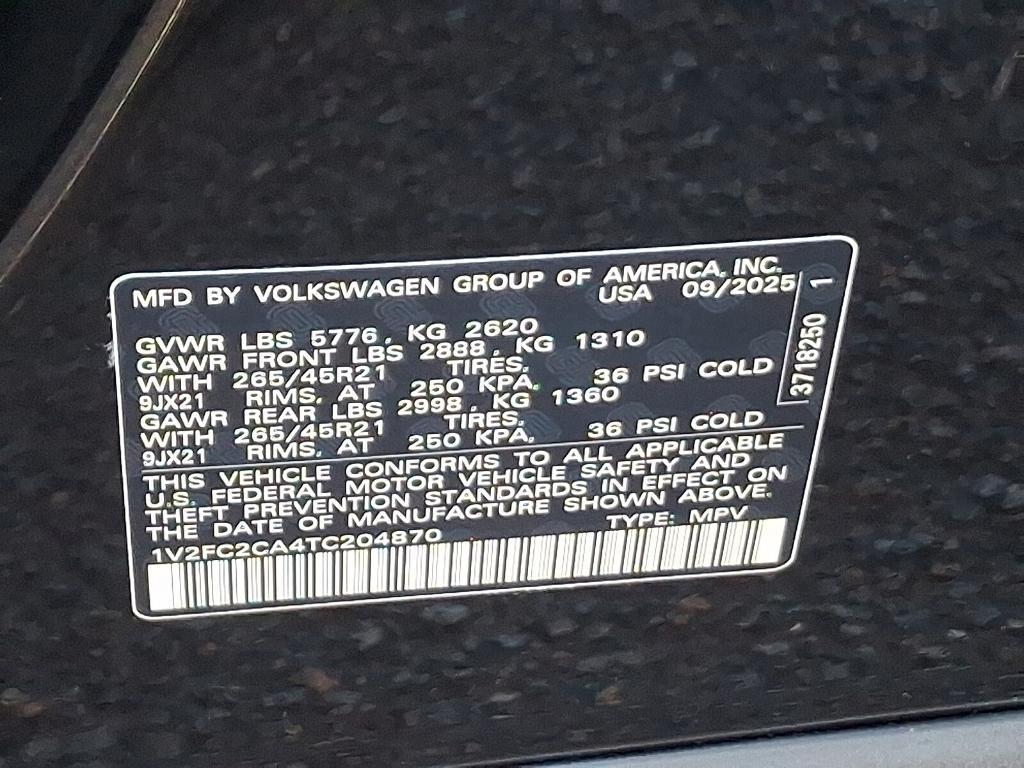 MFD BY VOLKSWAGEN GROUP OF AMERICA, INC.
USA 09/2025
GVWR LBS 5776, KG 2620
GAWR FRONT LBS 2888, KG 1310
WITH 265/45R21 TIRES,
9JX21 RIMS, AT 250 KPA, 36 PSI COLD
GAWR REAR LBS 2998, KG 1360
WITH 265/45R21 TIRES,
9JX21 RIMS, AT 250 KPA, 36 PSI COLD
THIS VEHICLE CONFORMS TO ALL APPLICABLE
U.S. FEDERAL MOTOR VEHICLE SAFETY AND
THEFT PREVENTION STANDARDS IN EFFECT ON
THE DATE OF MANUFACTURE SHOWN ABOVE.
1V2FC2CA4TC204870 TYPE: MPV
3718250 1